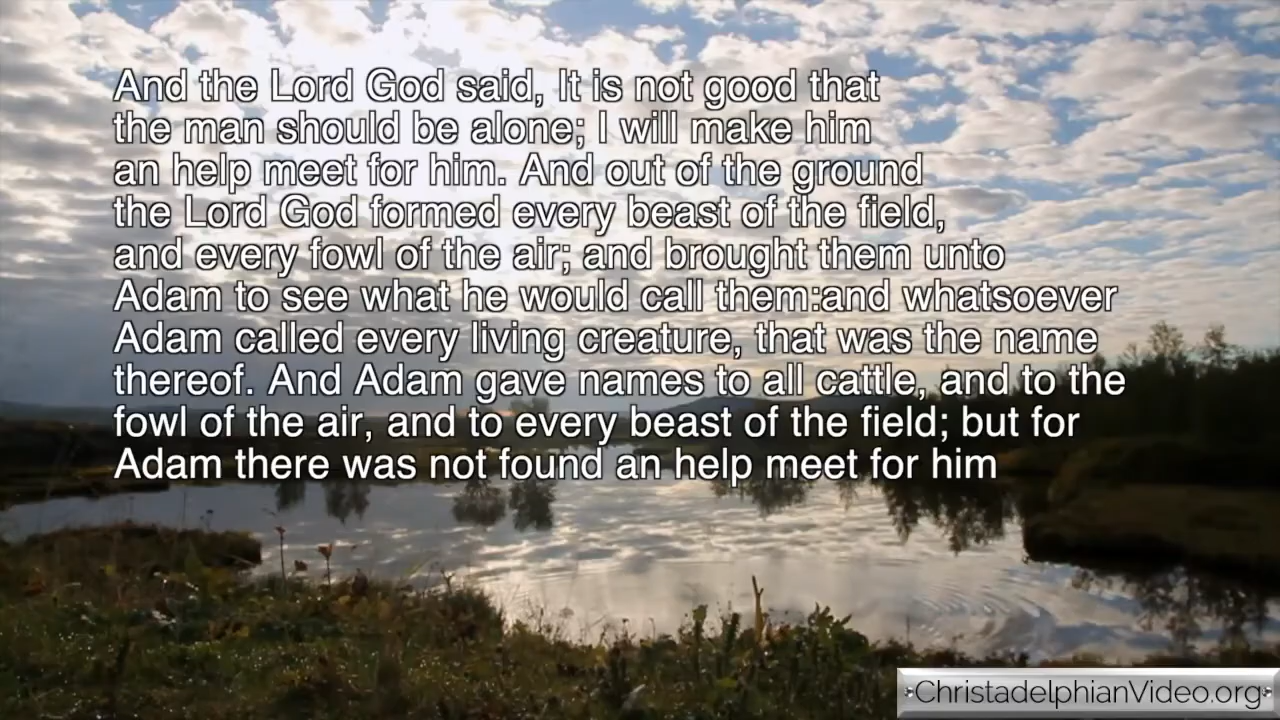 And the Lord God said, It is not good that
the man should be alone; I will make him
an help meet for him. And out of the ground
the Lord God formed every beast of the field,
and every fowl of the air; and brought them unto
Adam to see what he would call them:and whatsoever
Adam called every living creature, that was the name
thereof. And Adam gave names to all cattle, and to the
fowl of the air, and to every beast of the field; but for
Adam there was not found an help meet for him
ChristadelphianVideo.org